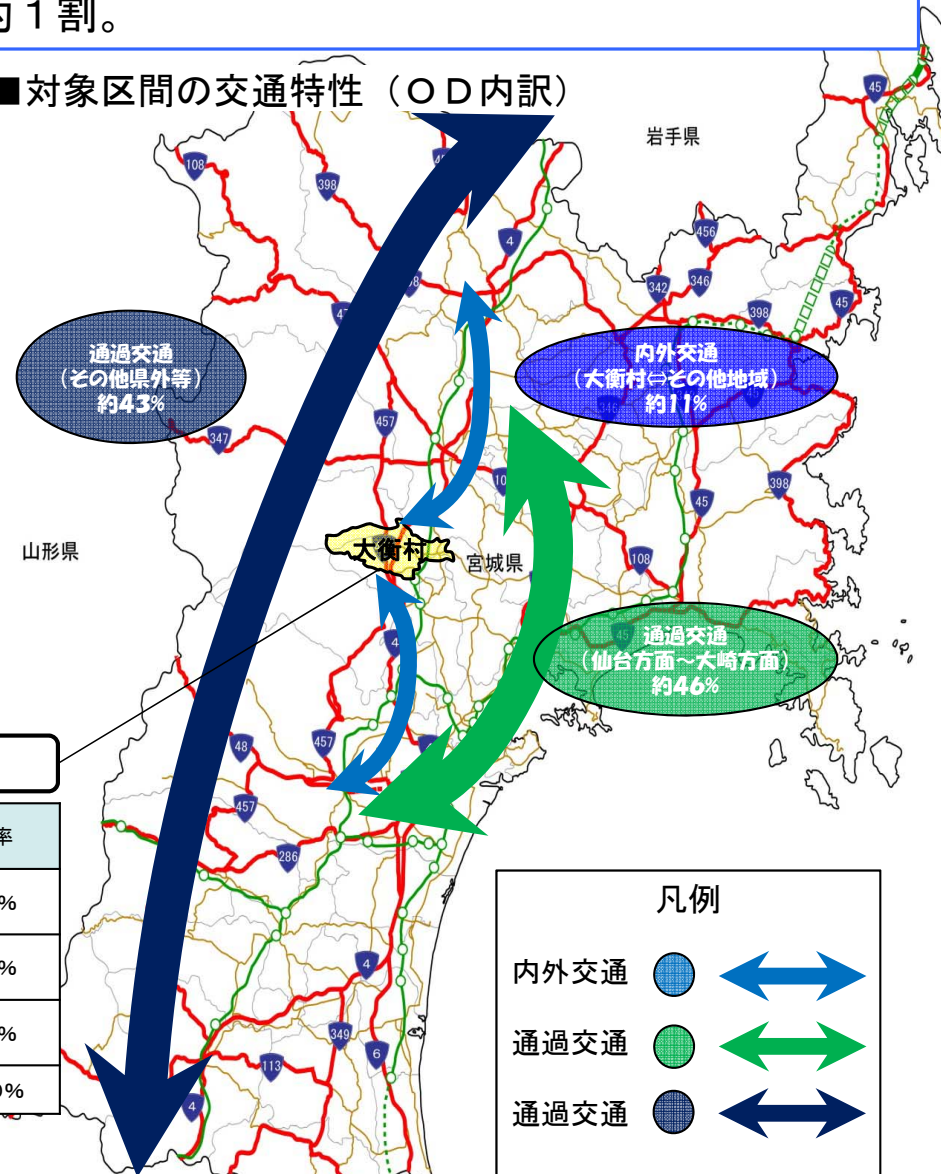 約１割。
■対象区間の交通特性（ＯＤ内訳）
岩手県
45
108
398
4
456
342
346
398
45
通過交通
（その他県外等）
約43%
内外交通
（大衡村⇔その他地域）
約11%
347
457
398
45
山形県
大衡村
宮城県
108
45
通過交通
（仙台方面～大崎方面）
約46%
4
48
457
457
286
率
%
%
%
%
4
349
6
113
4
凡例
内外交通
通過交通
通過交通